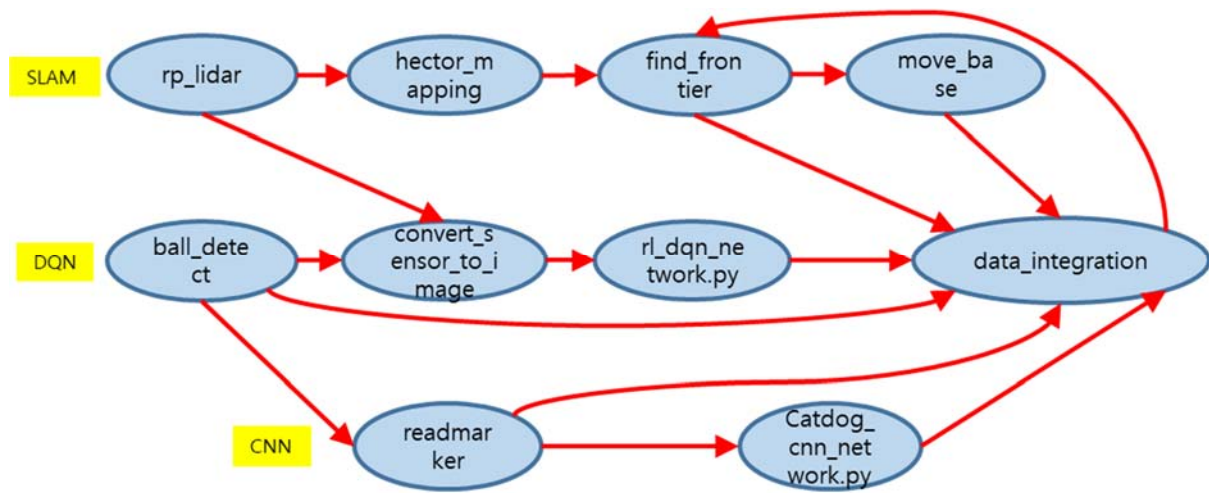 SLAM
rp_lidar
hector_m
apping
find_fron
tier
move_ba
se
DQN
ball_dete
ct
convert_s
ensor_to_i
mage
rl_dqn_ne
twork.py
data_integration
CNN
readmar
ker
Catdog_
cnn_net
work.py